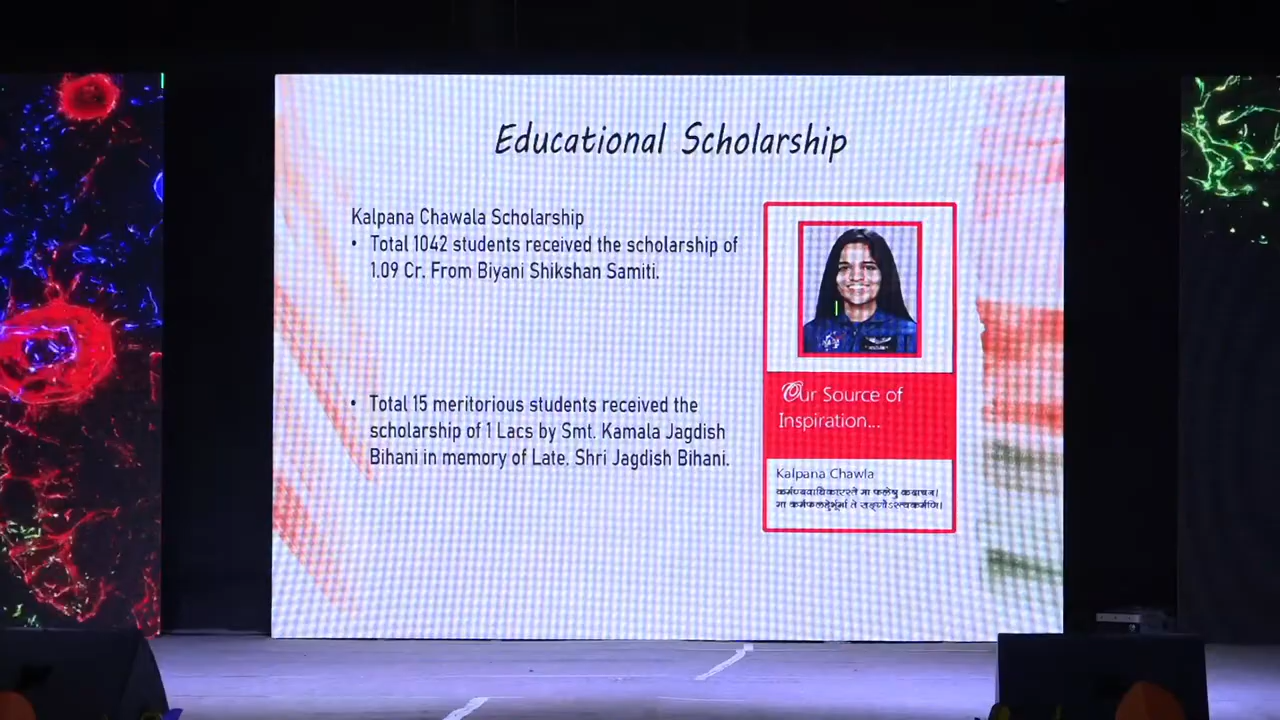 Educational Scholarship
Kalpana Chawala Scholarship
• Total 1042 students received the scholarship of
1.09 Cr. From Biyani Shikshan Samiti.
• Total 15 meritorious students received the
scholarship of 1 Lacs by Smt. Kamala Jagdish
Bihani in memory of Late. Shri Jagdish Bihani.
Our Source of
Inspiration...
Kalpana Chawla
मा फलेषु
मा ते